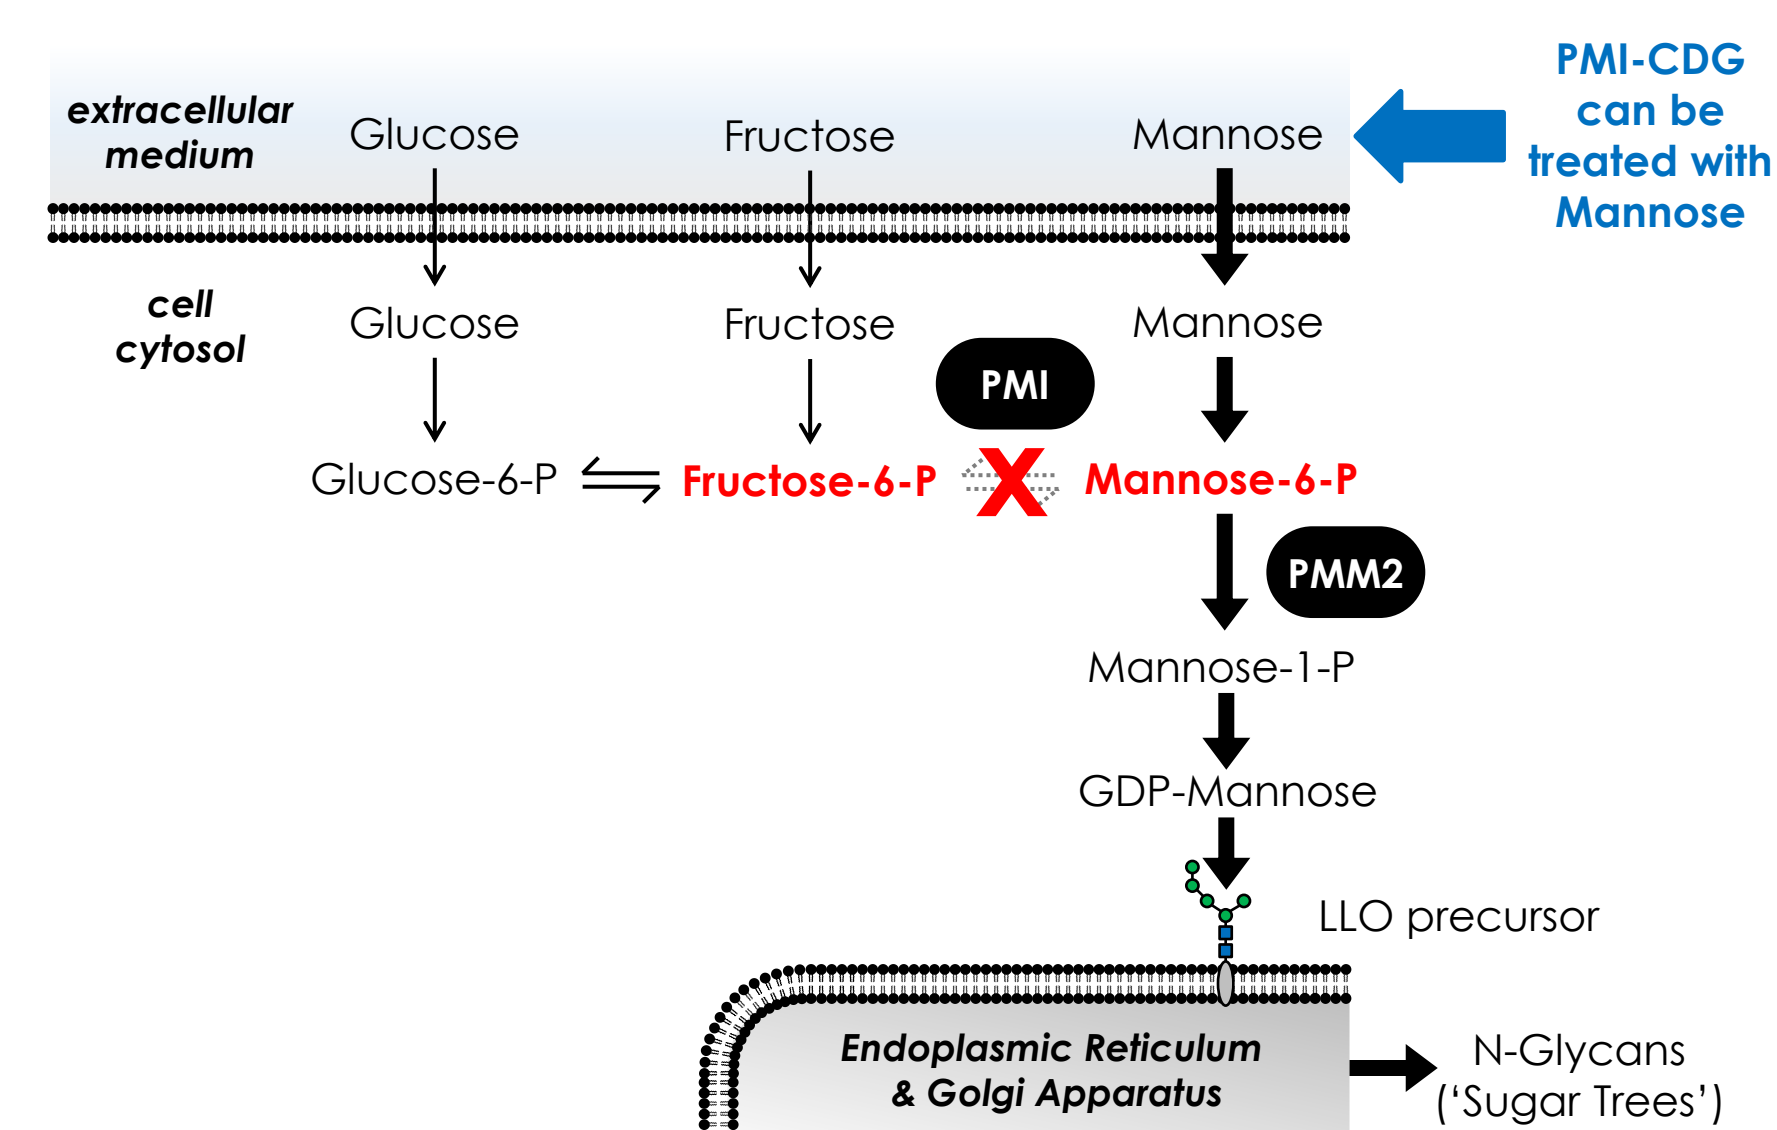 PMI-CDG
can be
treated with
Mannose
extracellular
medium
Glucose
Fructose
Mannose
cell
cytosol
Glucose
Fructose
Mannose
PMI
Glucose-6-P
Fructose-6-P
X
Mannose-6-P
PMM2
Mannose-1-P
GDP-Mannose
LLO precursor
Endoplasmic Reticulum
& Golgi Apparatus
N-Glycans
(‘Sugar Trees’)